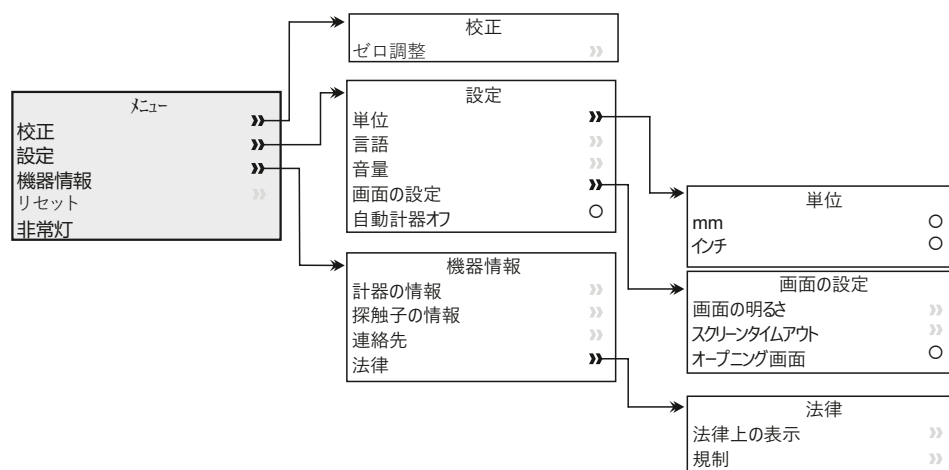 メニュー
校正
設定
機器情報
リセット
非常灯
校正
ゼロ調整
設定
単位
言語
音量
画面の設定
自動計器オフ
機器情報
計器の情報
探触子の情報
連絡先
法律
単位
mm
インチ
画面の設定
画面の明るさ
スクリーンタイムアウト
オープニング画面
法律
法律上の表示
規制